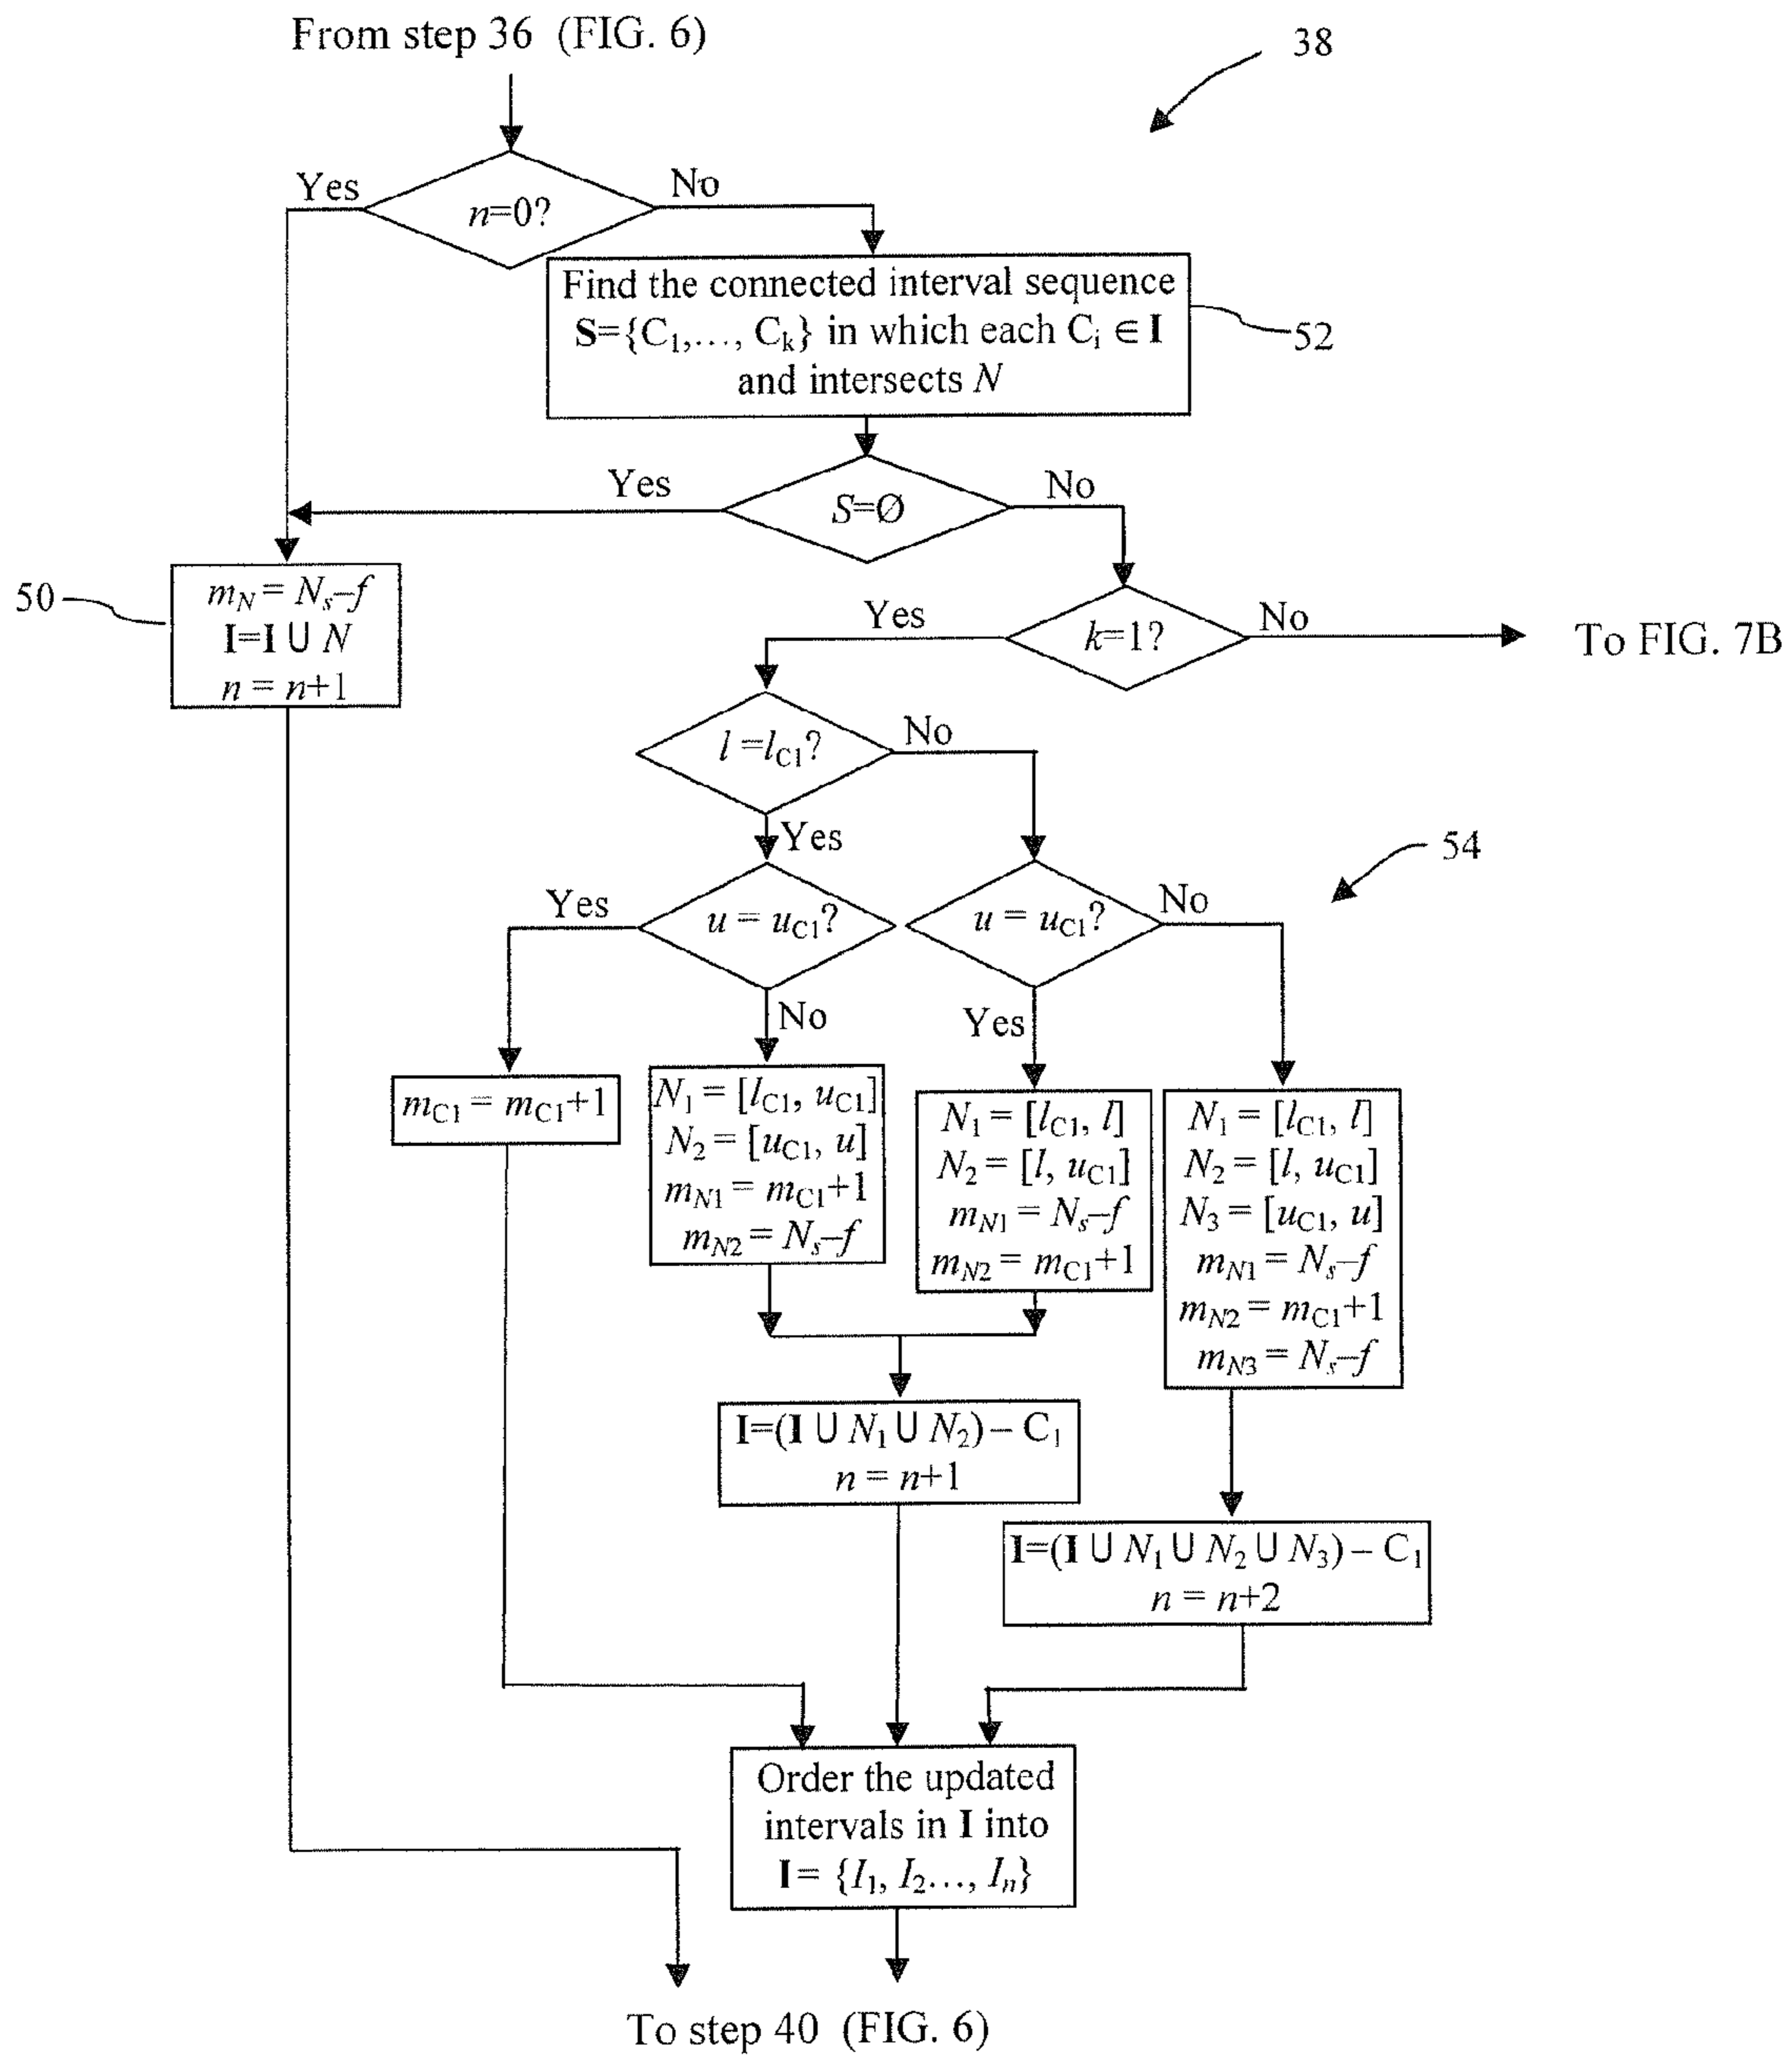 From step 36 (FIG. 6)
38
Yes
No
n=0?
Find the connected interval sequence
S={C1,..., Ck} in which each Ci ∈ I
and intersects N
52
Yes
No
S=Ø
50
mN = Ns–f
I=I ∪ N
n = n+1
Yes
No
k=1?
To FIG. 7B
l =lC1?
No
Yes
54
Yes
u = uC1?
u = uC1?
No
No
Yes
mC1 = mC1+1
N1 = [lC1, uC1]
N2 = [uC1, u]
mN1 = mC1+1
mN2 = Ns–f
N1 = [lC1, l]
N2 = [l, uC1]
mN1 = Ns–f
mN2 = mC1+1
N1 = [lC1, l]
N2 = [l, uC1]
N3 = [uC1, u]
mN1 = Ns–f
mN2 = mC1+1
mN3 = Ns–f
I=(I ∪ N1 ∪ N2) – C1
n = n+1
I=(I ∪ N1 ∪ N2 ∪ N3) – C1
n = n+2
Order the updated
intervals in I into
I = {I1, I2..., In}
To step 40 (FIG. 6)